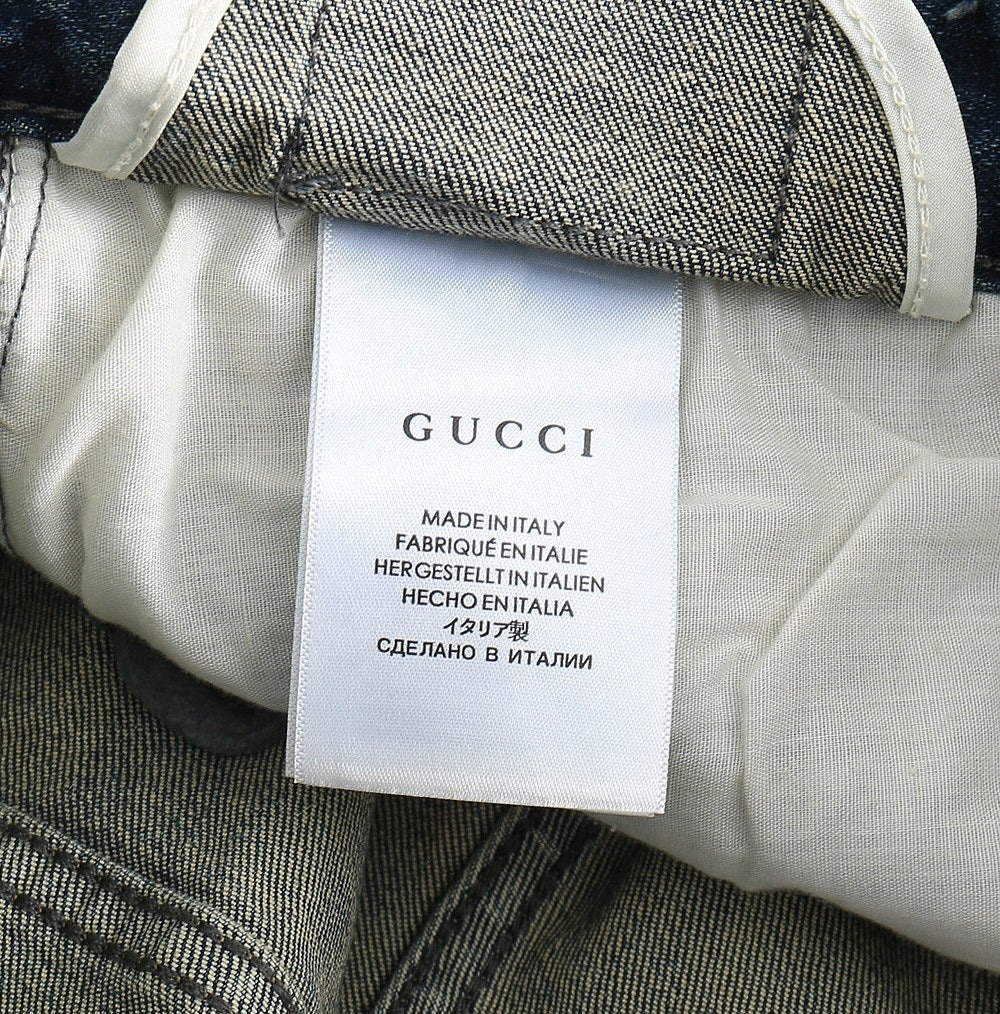 GUCCI
MADE IN ITALY
FABRIQUÉ EN ITALIE
HERGESTELLT IN ITALIEN
HECHO EN ITALIA
イタリア製
СДЕЛАНО В ИТАЛИИ